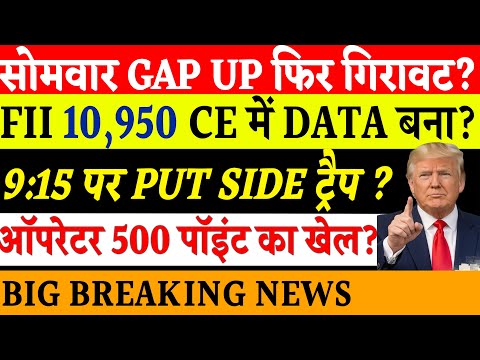 सोमवार GAP UP फिर गिरावट?
FII 10,950 CE में DATA बना?
9:15 पर PUT SIDE ट्रैप ?
ऑपरेटर 500 पॉइंट का खेल?
BIG BREAKING NEWS